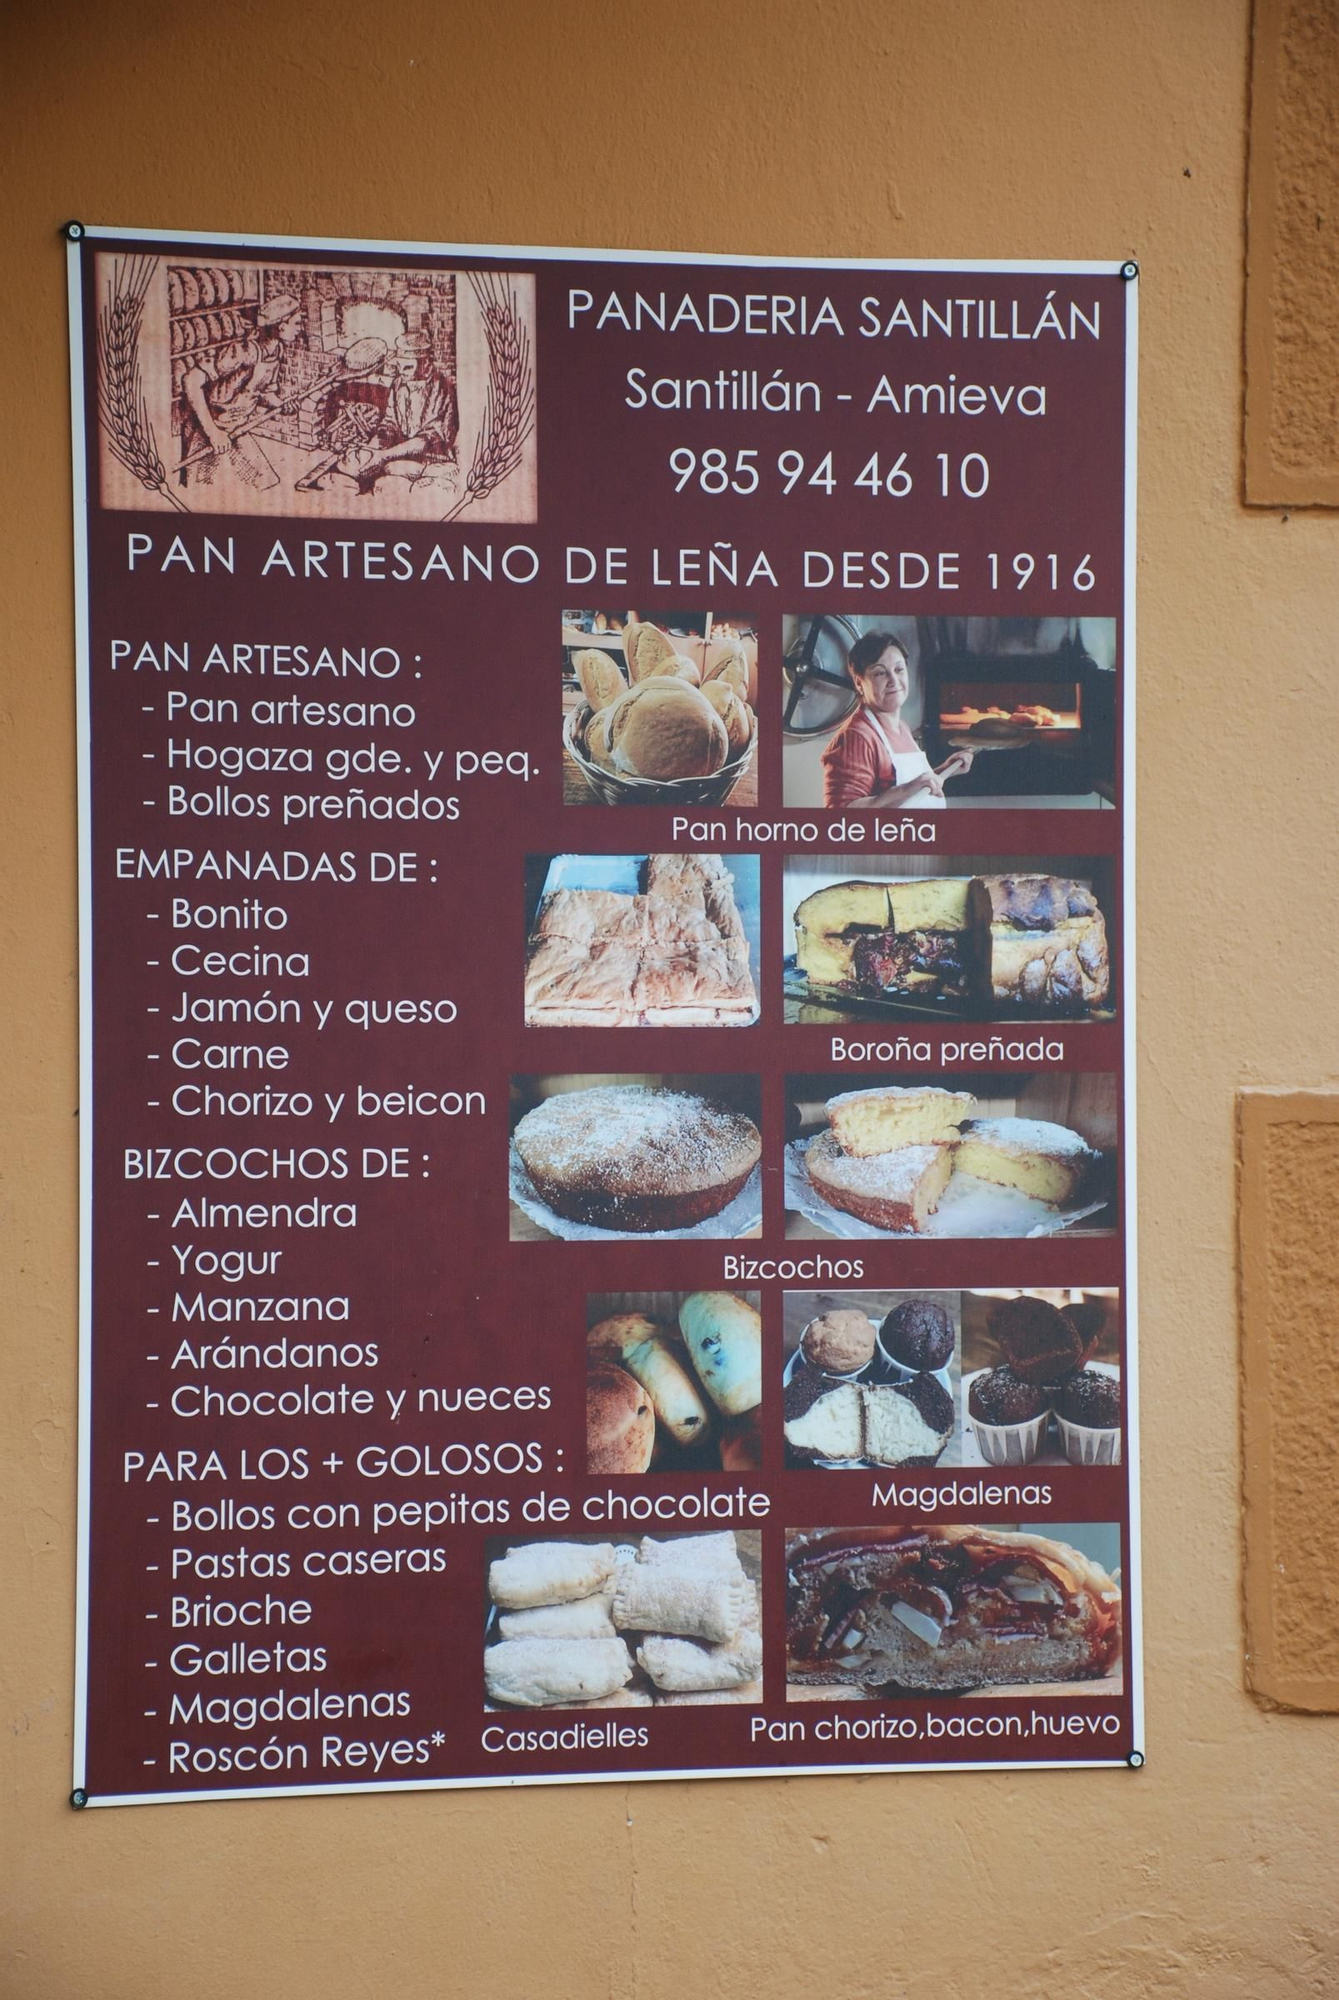 PANADERIA SANTILLÁN
Santillán - Amieva
985 94 46 10
PAN ARTESANO DE LEÑA DESDE 1916
PAN ARTESANO :
- Pan artesano
- Hogaza gde. y peq.
- Bollos preñados
Pan horno de leña
EMPANADAS DE :
- Bonito
- Cecina
- Jamón y queso
- Carne
- Chorizo y beicon
Boroña preñada
BIZCOCHOS DE :
- Almendra
- Yogur
- Manzana
- Arándanos
- Chocolate y nueces
Bizcochos
PARA LOS + GOLOSOS :
- Bollos con pepitas de chocolate
- Pastas caseras
- Brioche
- Galletas
- Magdalenas
- Roscón Reyes*
Magdalenas
Casadielles
Pan chorizo,bacon,huevo